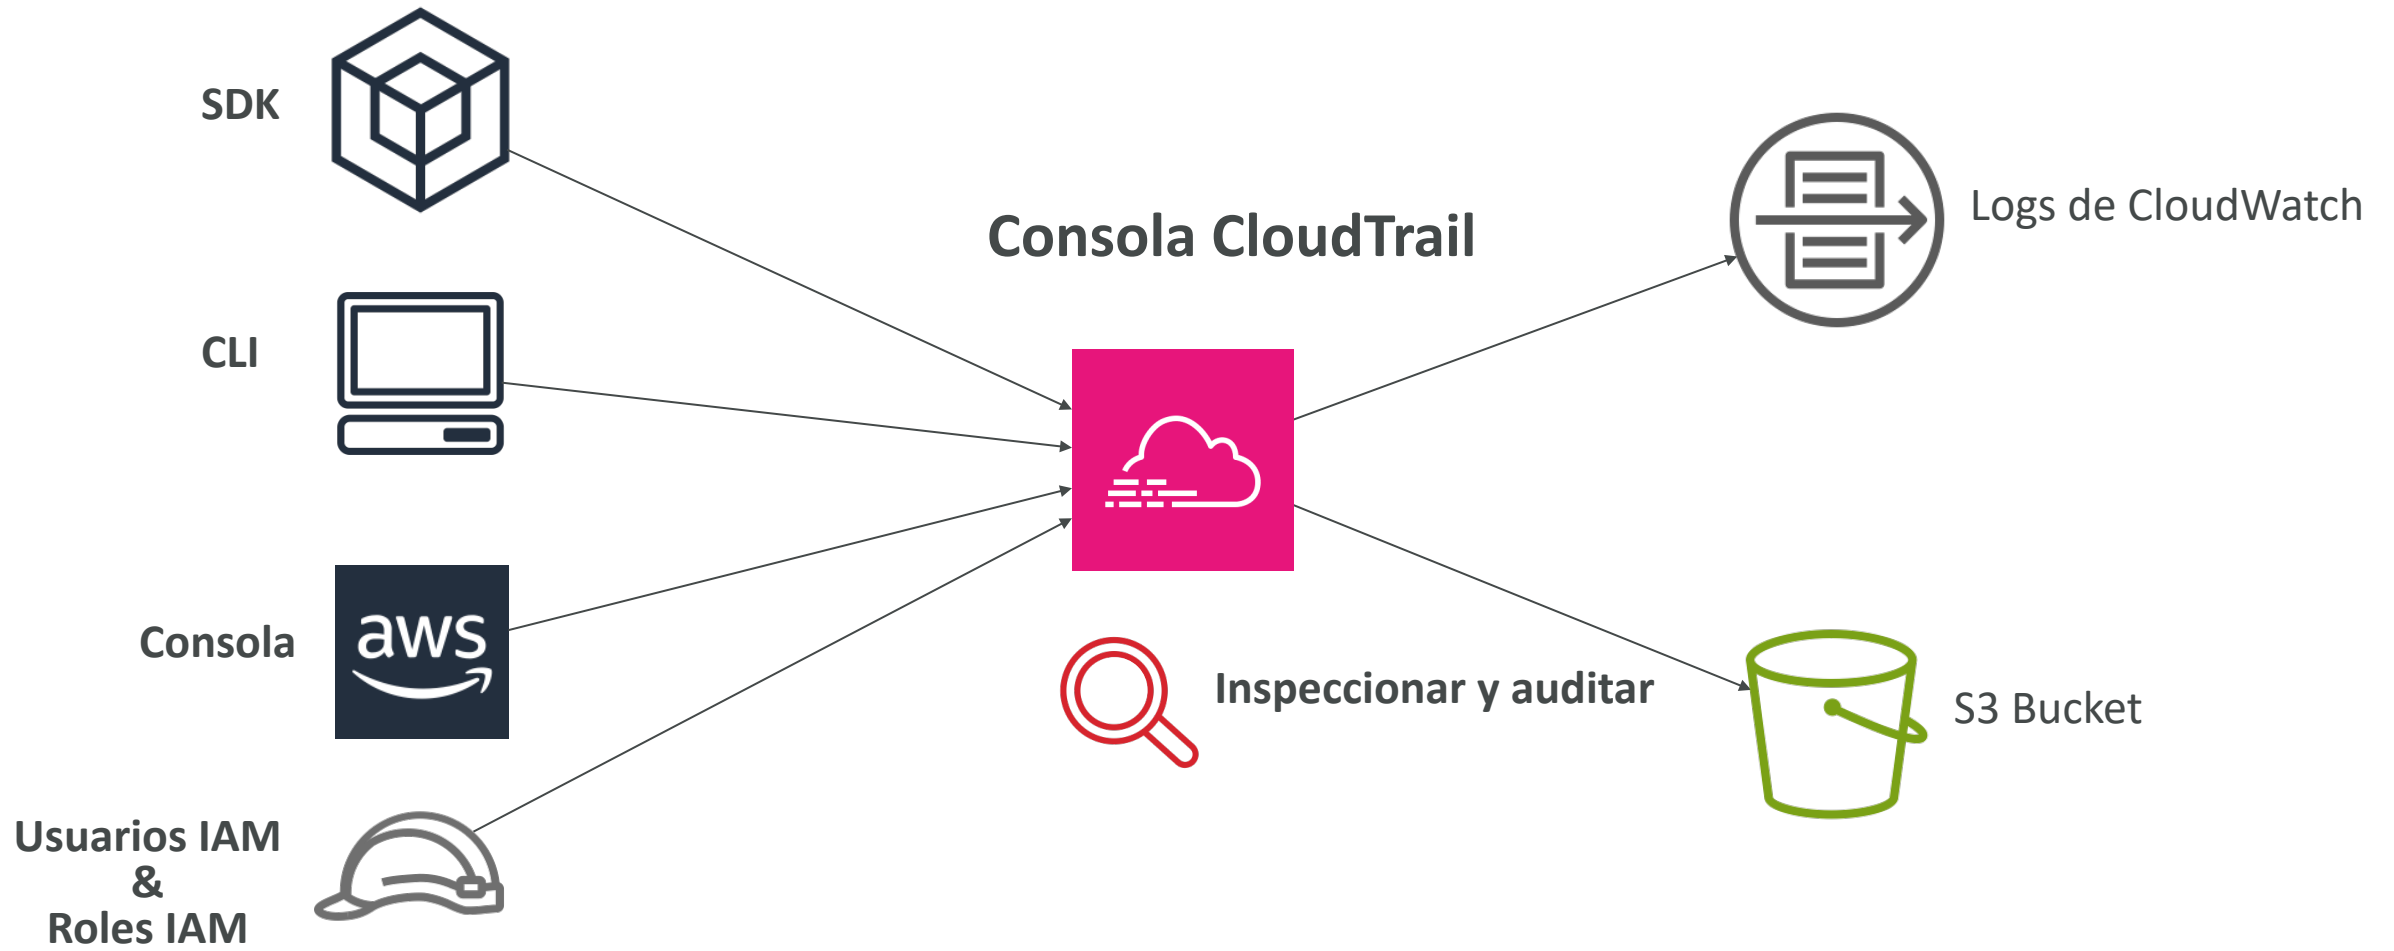 SDK
CLI
Consola
aws
Usuarios IAM
&
Roles IAM
Consola CloudTrail
Inspeccionar y auditar
Logs de CloudWatch
S3 Bucket